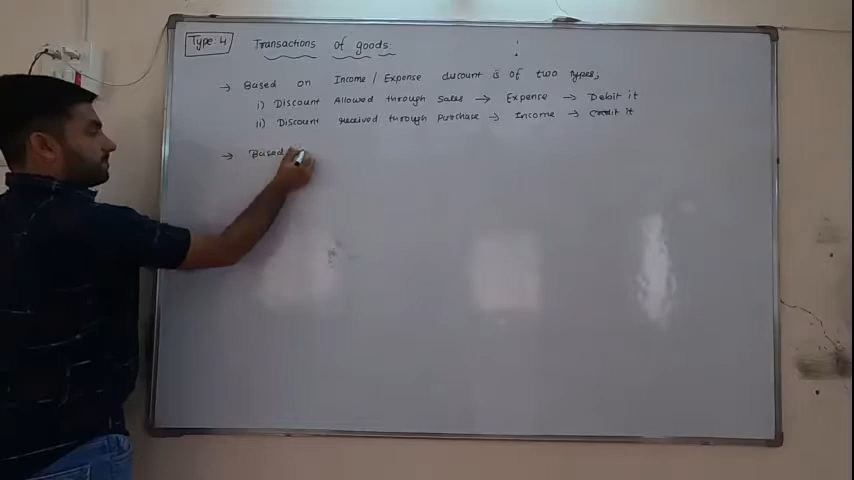 Type: 4 Transactions of goods:
→ Based on Income / Expense discount is of two types;
i) Discount Allowed through Sales → Expense → Debit it
ii) Discount received through Purchase → Income → Credit it
→ Based